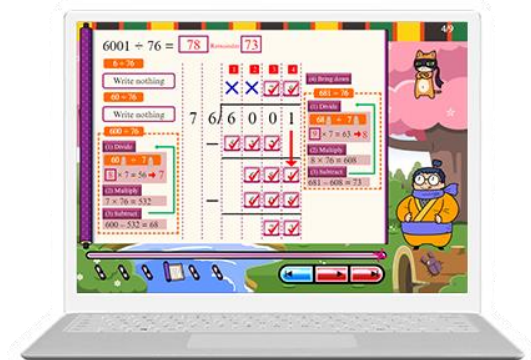 4/9
6001 ÷ 76 = 78 Remainder 73
6 ÷ 76
Write nothing
60 ÷ 76
Write nothing
600 ÷ 76
(1) Divide
60 ÷ 7
8 × 7 = 56 → 7
(2) Multiply
7 × 76 = 532
(3) Subtract
600 − 532 = 68
1 2 3 4
7 6 6 0 0 1
(4) Bring down
681 ÷ 76
(1) Divide
68 ÷ 7
9 × 7 = 63 → 8
(2) Multiply
8 × 76 = 608
(3) Subtract
681 − 608 = 73